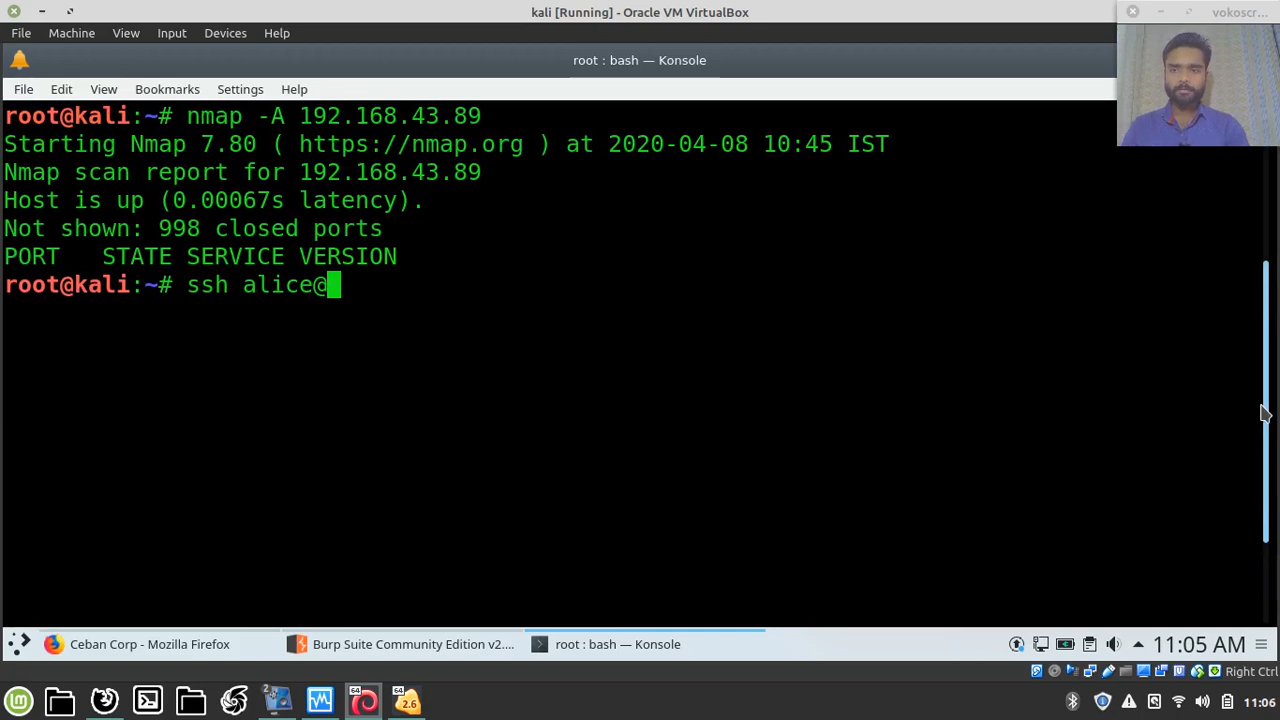 kali [Running] - Oracle VM VirtualBox
vokoscr...
File Machine View Input Devices Help
root : bash — Konsole
File Edit View Bookmarks Settings Help
root@kali:~# nmap -A 192.168.43.89
Starting Nmap 7.80 ( https://nmap.org ) at 2020-04-08 10:45 IST
Nmap scan report for 192.168.43.89
Host is up (0.00067s latency).
Not shown: 998 closed ports
PORT STATE SERVICE VERSION
root@kali:~# ssh alice@
Ceban Corp - Mozilla Firefox
Burp Suite Community Edition v2....
root : bash — Konsole
11:05 AM
Right Ctrl
2
64
64
2.6
11:06